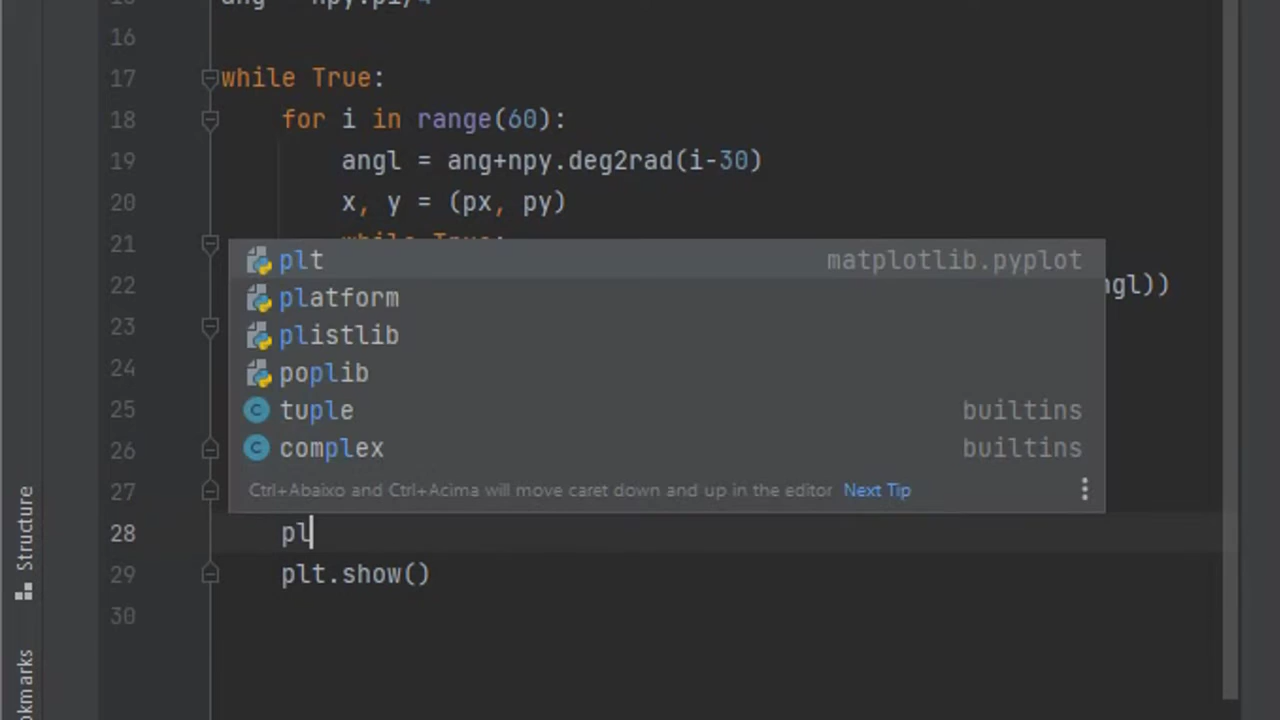 16
17 while True:
18 for i in range(60):
19 angl = ang+npy.deg2rad(i-30)
20 x, y = (px, py)
21 while True:
plt matplotlib.pyplot
22 ngl))
platform
23 plistlib
24 poplib
25 tuple builtins
26 complex builtins
27 Ctrl+Abaixo and Ctrl+Acima will move caret down and up in the editor Next Tip
28 pl
29 plt.show()
30
Structure